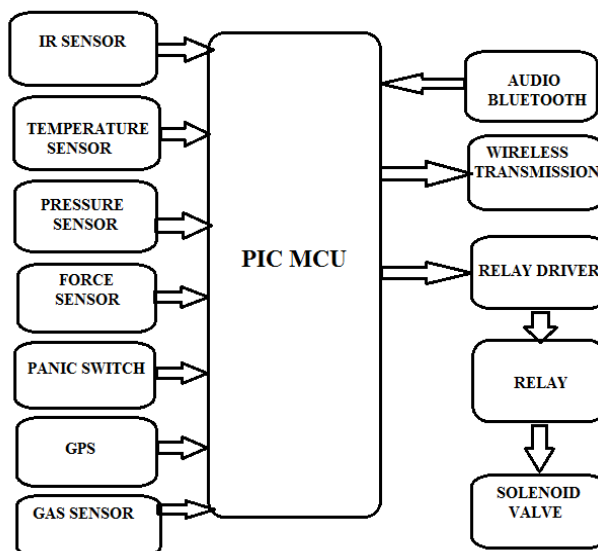 IR SENSOR
TEMPERATURE
SENSOR
PRESSURE
SENSOR
FORCE
SENSOR
PANIC SWITCH
GPS
GAS SENSOR
PIC MCU
AUDIO
BLUETOOTH
WIRELESS
TRANSMISSION
RELAY DRIVER
RELAY
SOLENOID
VALVE